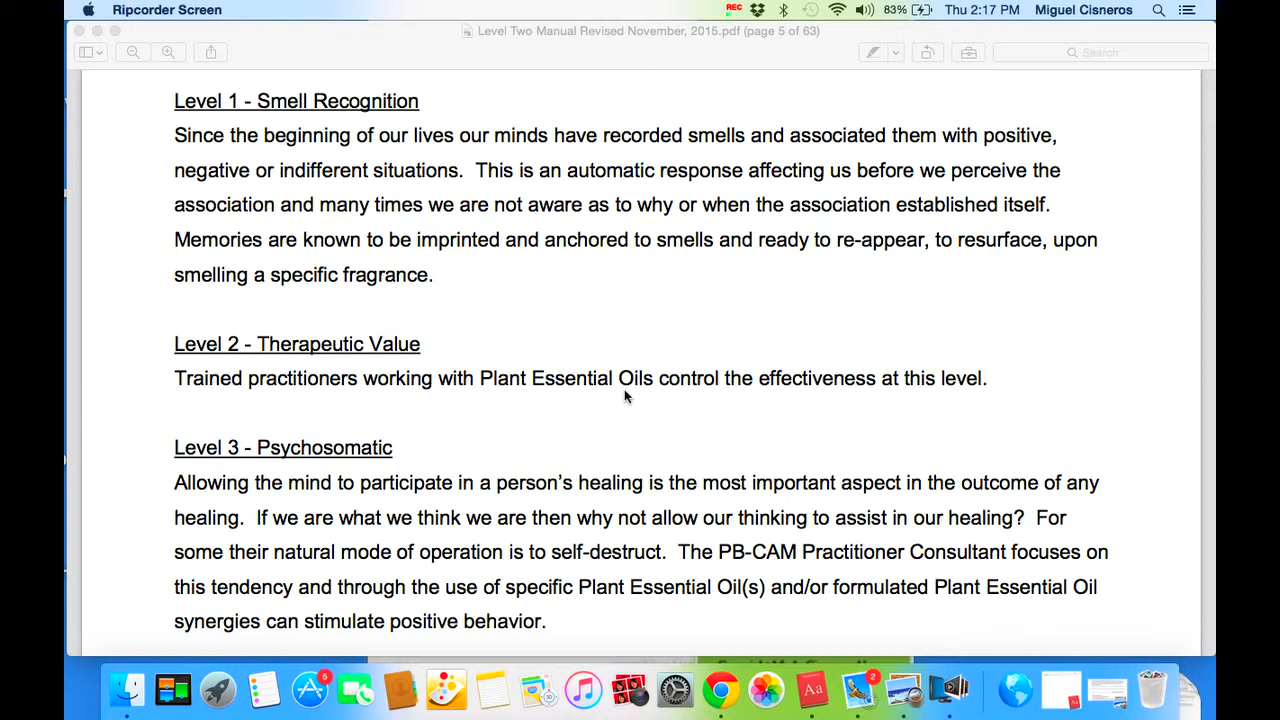 Ripcorder Screen
REC
83%
Thu 2:17 PM
Miguel Cisneros
Level Two Manual Revised November, 2015.pdf (page 5 of 63)
Search
Level 1 - Smell Recognition
Since the beginning of our lives our minds have recorded smells and associated them with positive,
negative or indifferent situations.  This is an automatic response affecting us before we perceive the
association and many times we are not aware as to why or when the association established itself.
Memories are known to be imprinted and anchored to smells and ready to re-appear, to resurface, upon
smelling a specific fragrance.
Level 2 - Therapeutic Value
Trained practitioners working with Plant Essential Oils control the effectiveness at this level.
Level 3 - Psychosomatic
Allowing the mind to participate in a person’s healing is the most important aspect in the outcome of any
healing.  If we are what we think we are then why not allow our thinking to assist in our healing?  For
some their natural mode of operation is to self-destruct.  The PB-CAM Practitioner Consultant focuses on
this tendency and through the use of specific Plant Essential Oil(s) and/or formulated Plant Essential Oil
synergies can stimulate positive behavior.
5
Aa
2